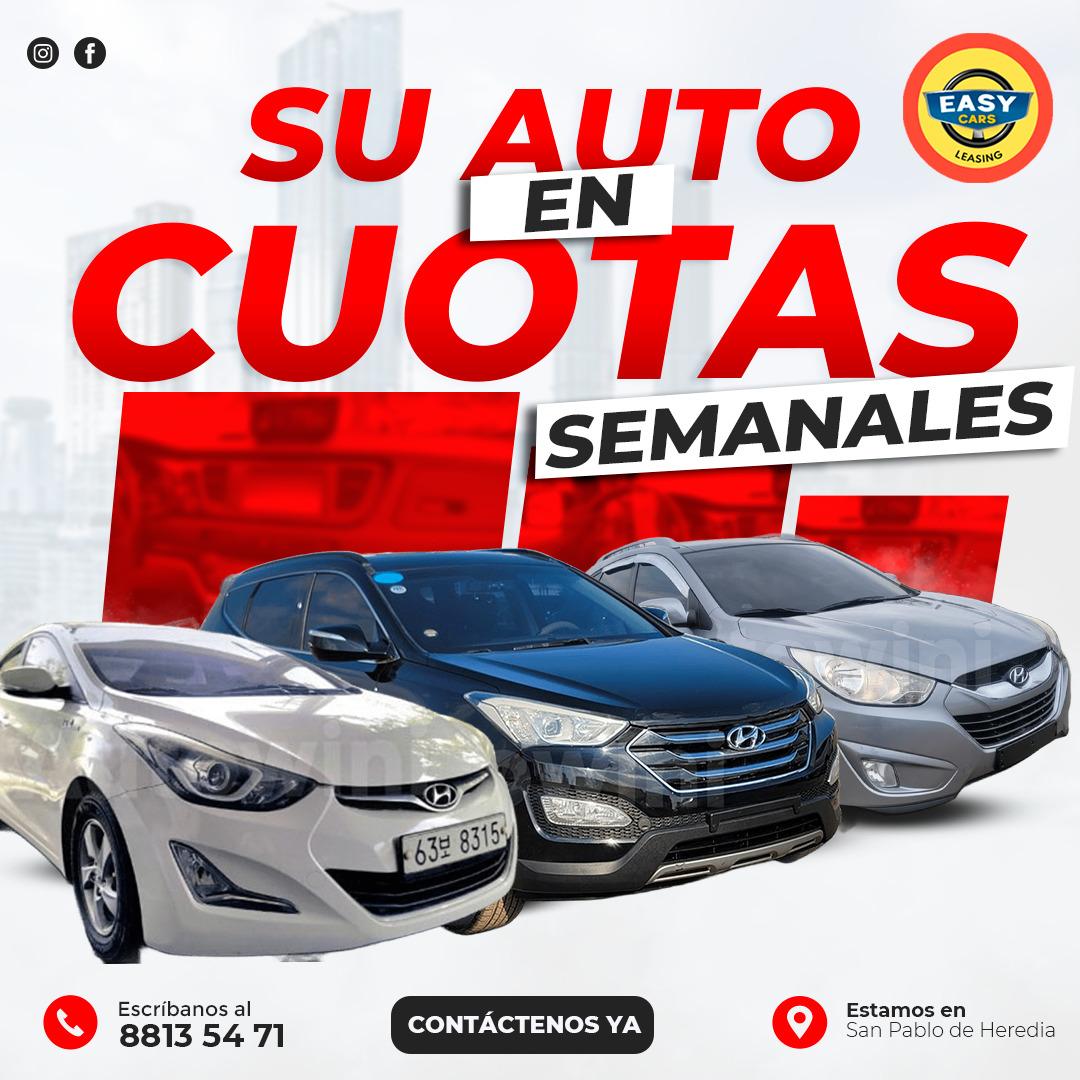 SU AUTO
EN
CUOTAS
SEMANALES
EASY
CARS
LEASING
63보 8315
Escríbanos al
8813 54 71
CONTÁCTENOS YA
Estamos en
San Pablo de Heredia